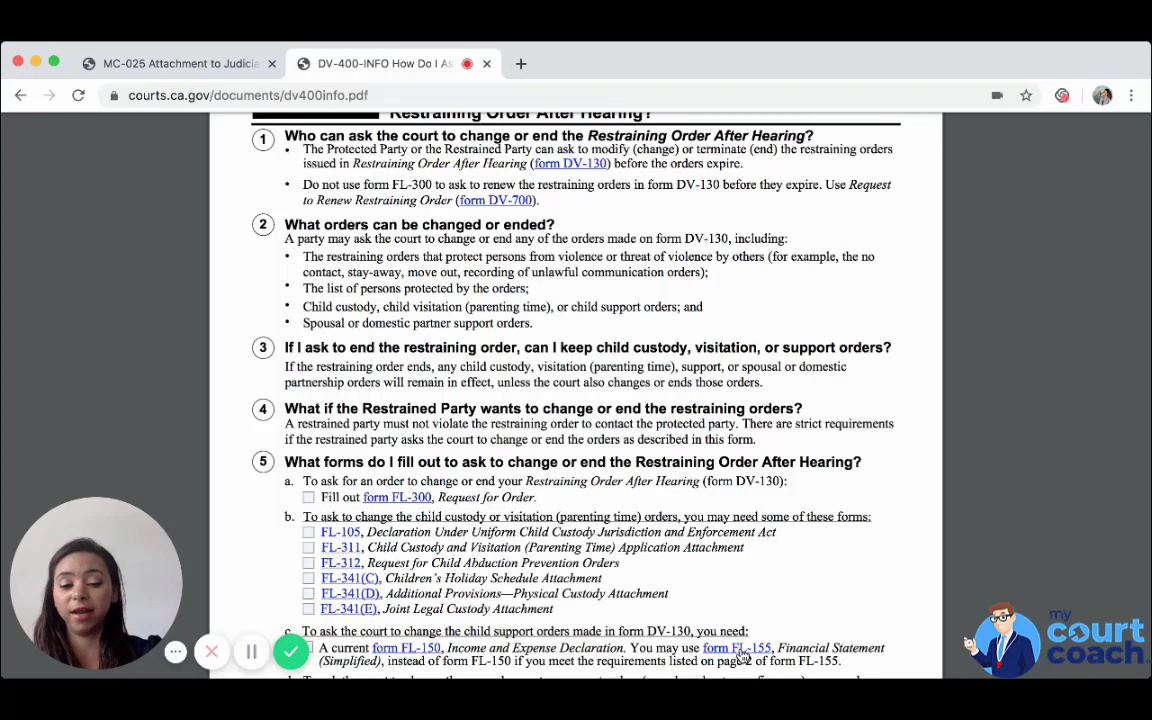 MC-025 Attachment to Judicia
DV-400-INFO How Do I As
courts.ca.gov/documents/dv400info.pdf
Restraining Order After Hearing?
1 Who can ask the court to change or end the Restraining Order After Hearing?
• The Protected Party or the Restrained Party can ask to modify (change) or terminate (end) the restraining orders
issued in Restraining Order After Hearing (form DV-130) before the orders expire.
• Do not use form FL-300 to ask to renew the restraining orders in form DV-130 before they expire. Use Request
to Renew Restraining Order (form DV-700).
2 What orders can be changed or ended?
A party may ask the court to change or end any of the orders made on form DV-130, including:
• The restraining orders that protect persons from violence or threat of violence by others (for example, the no
contact, stay-away, move out, recording of unlawful communication orders);
• The list of persons protected by the orders;
• Child custody, child visitation (parenting time), or child support orders; and
• Spousal or domestic partner support orders.
3 If I ask to end the restraining order, can I keep child custody, visitation, or support orders?
If the restraining order ends, any child custody, visitation (parenting time), support, or spousal or domestic
partnership orders will remain in effect, unless the court also changes or ends those orders.
4 What if the Restrained Party wants to change or end the restraining orders?
A restrained party must not violate the restraining order to contact the protected party. There are strict requirements
if the restrained party asks the court to change or end the orders as described in this form.
5 What forms do I fill out to ask to change or end the Restraining Order After Hearing?
a. To ask for an order to change or end your Restraining Order After Hearing (form DV-130):
Fill out form FL-300, Request for Order.
b. To ask to change the child custody or visitation (parenting time) orders, you may need some of these forms:
FL-105, Declaration Under Uniform Child Custody Jurisdiction and Enforcement Act
FL-311, Child Custody and Visitation (Parenting Time) Application Attachment
FL-312, Request for Child Abduction Prevention Orders
FL-341(C), Children's Holiday Schedule Attachment
FL-341(D), Additional Provisions—Physical Custody Attachment
FL-341(E), Joint Legal Custody Attachment
c. To ask the court to change the child support orders made in form DV-130, you need:
A current form FL-150, Income and Expense Declaration. You may use form FL-155, Financial Statement
(Simplified), instead of form FL-150 if you meet the requirements listed on page 2 of form FL-155.
my
court
coach.